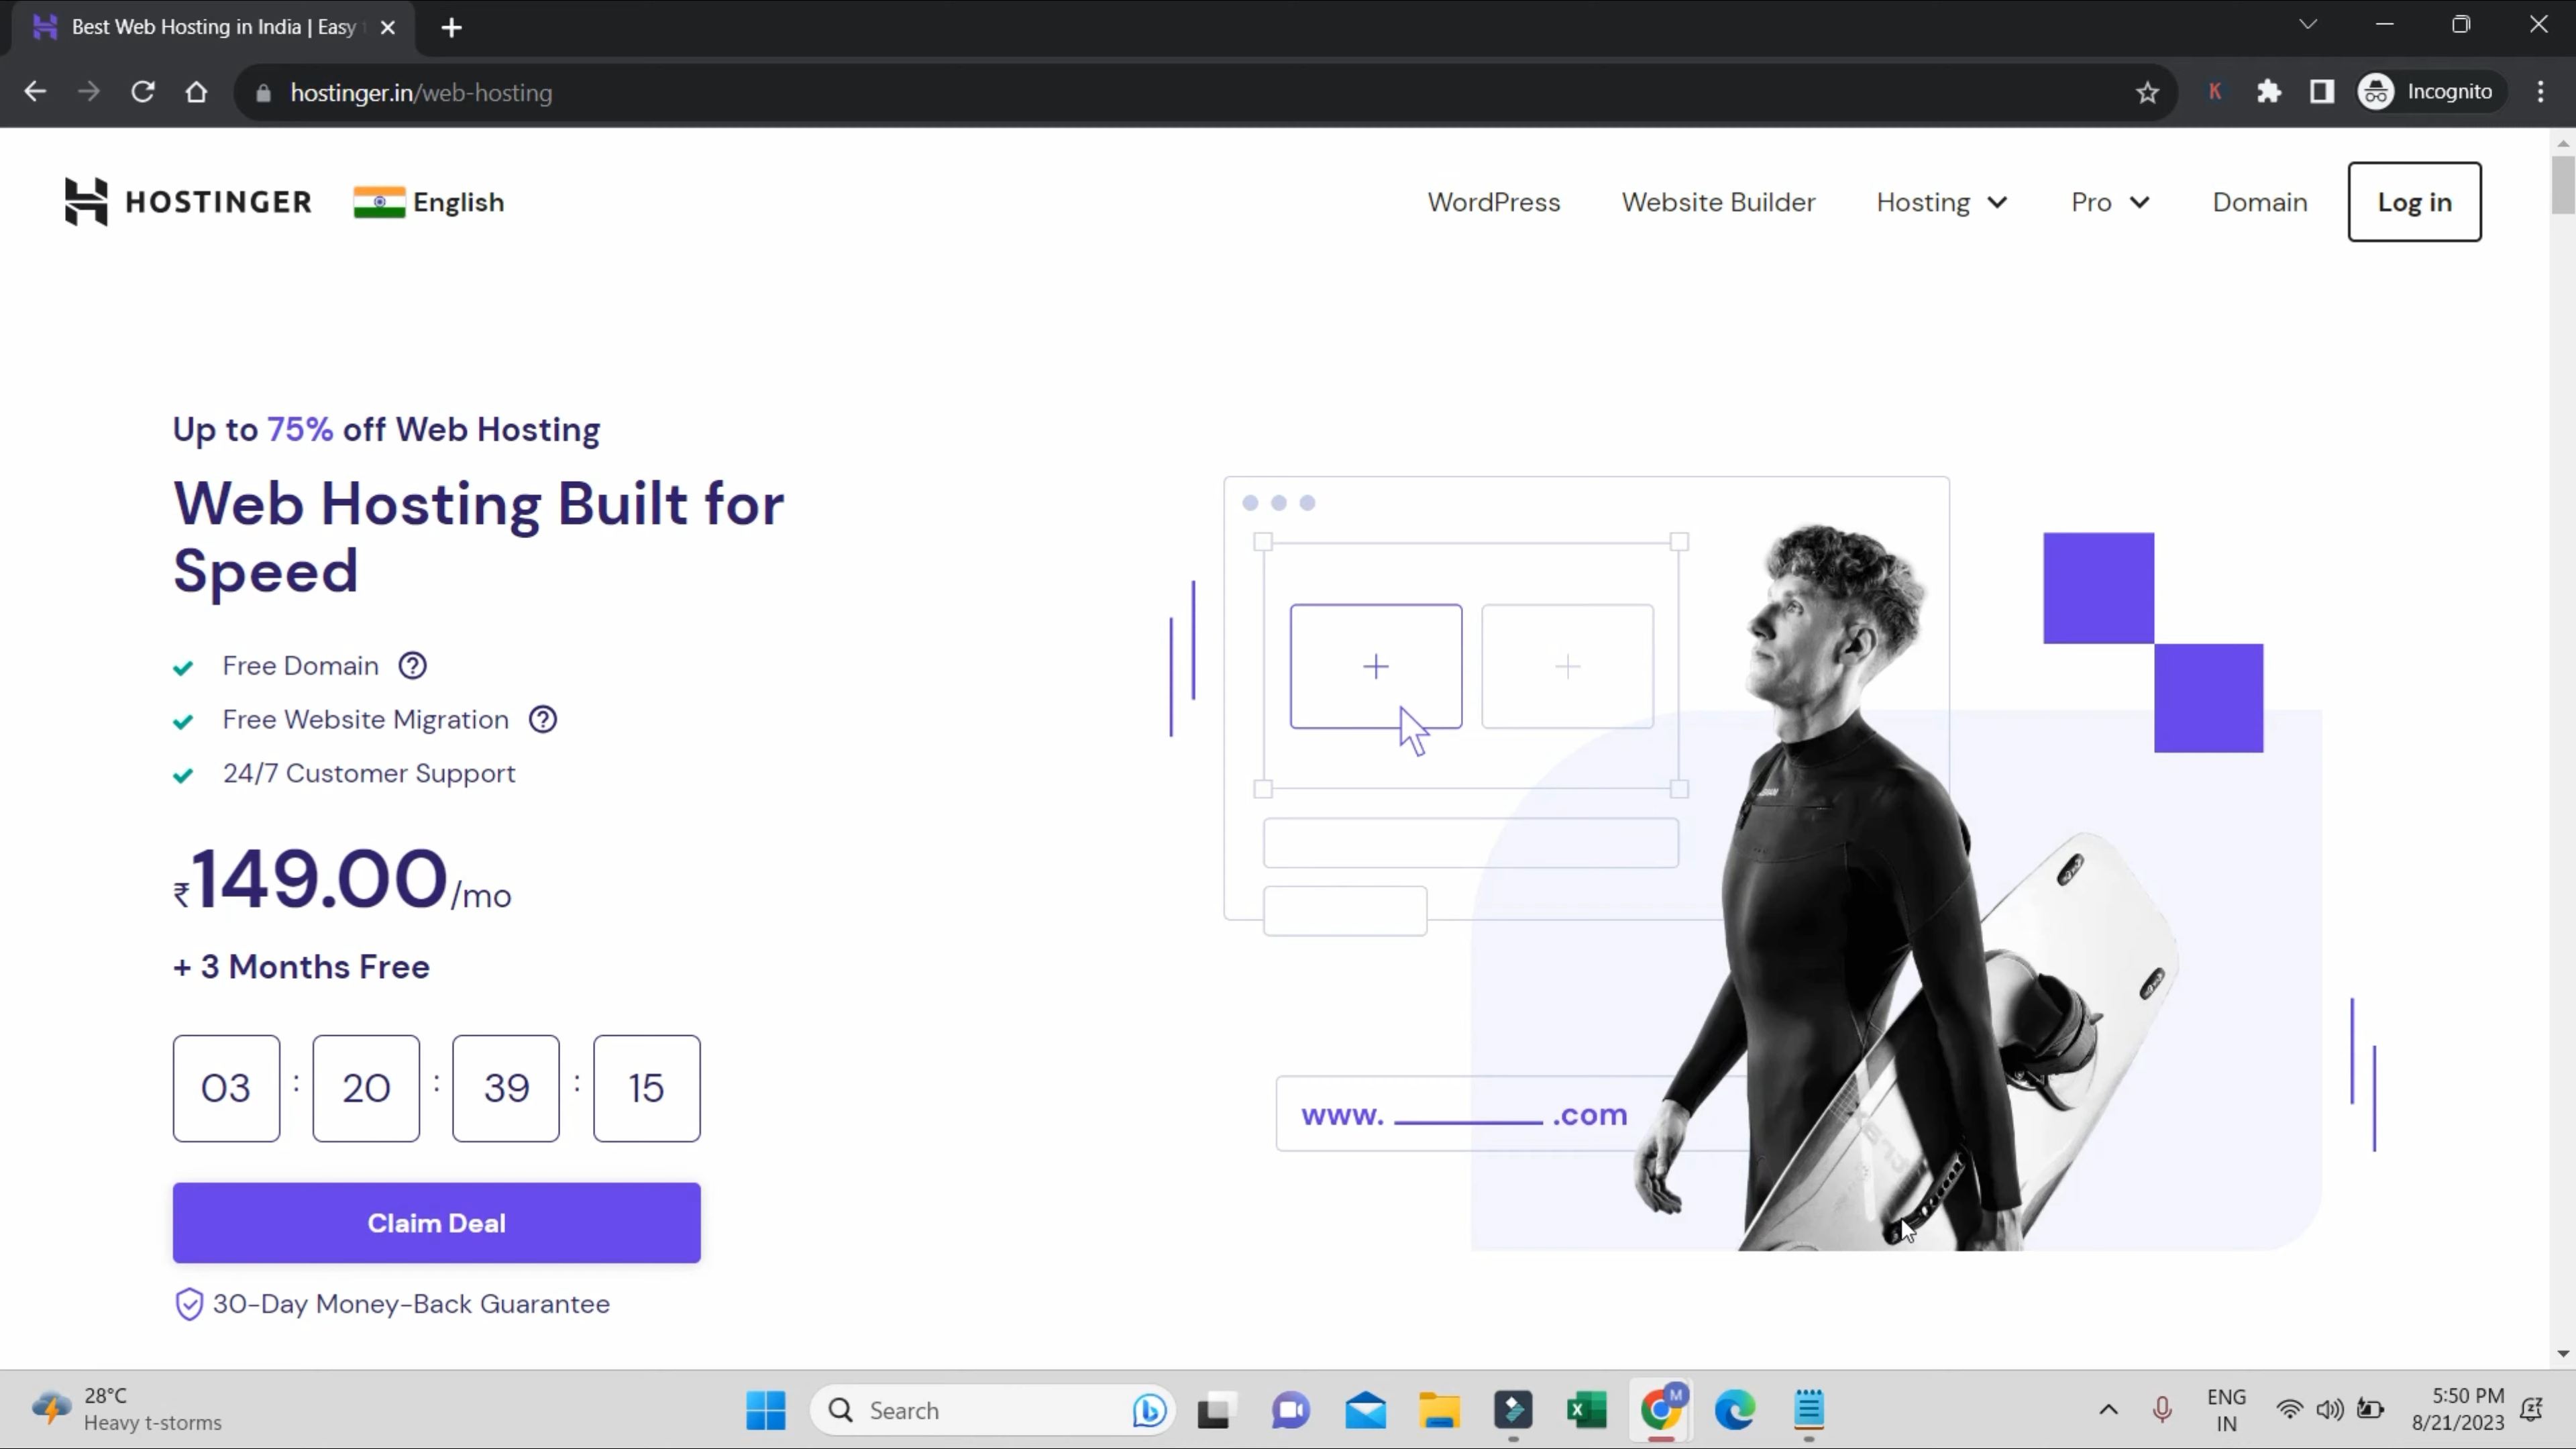 Best Web Hosting in India | Easy
hostinger.in/web-hosting
K
Incognito
HOSTINGER
English
WordPress
Website Builder
Hosting
Pro
Domain
Log in
Up to 75% off Web Hosting
Web Hosting Built for
Speed
Free Domain ?
Free Website Migration ?
24/7 Customer Support
₹149.00/mo
+ 3 Months Free
03 : 20 : 39 : 15
Claim Deal
30-Day Money-Back Guarantee
www. ________ .com
28°C
Heavy t-storms
Search
M
ENG
IN
5:50 PM
8/21/2023